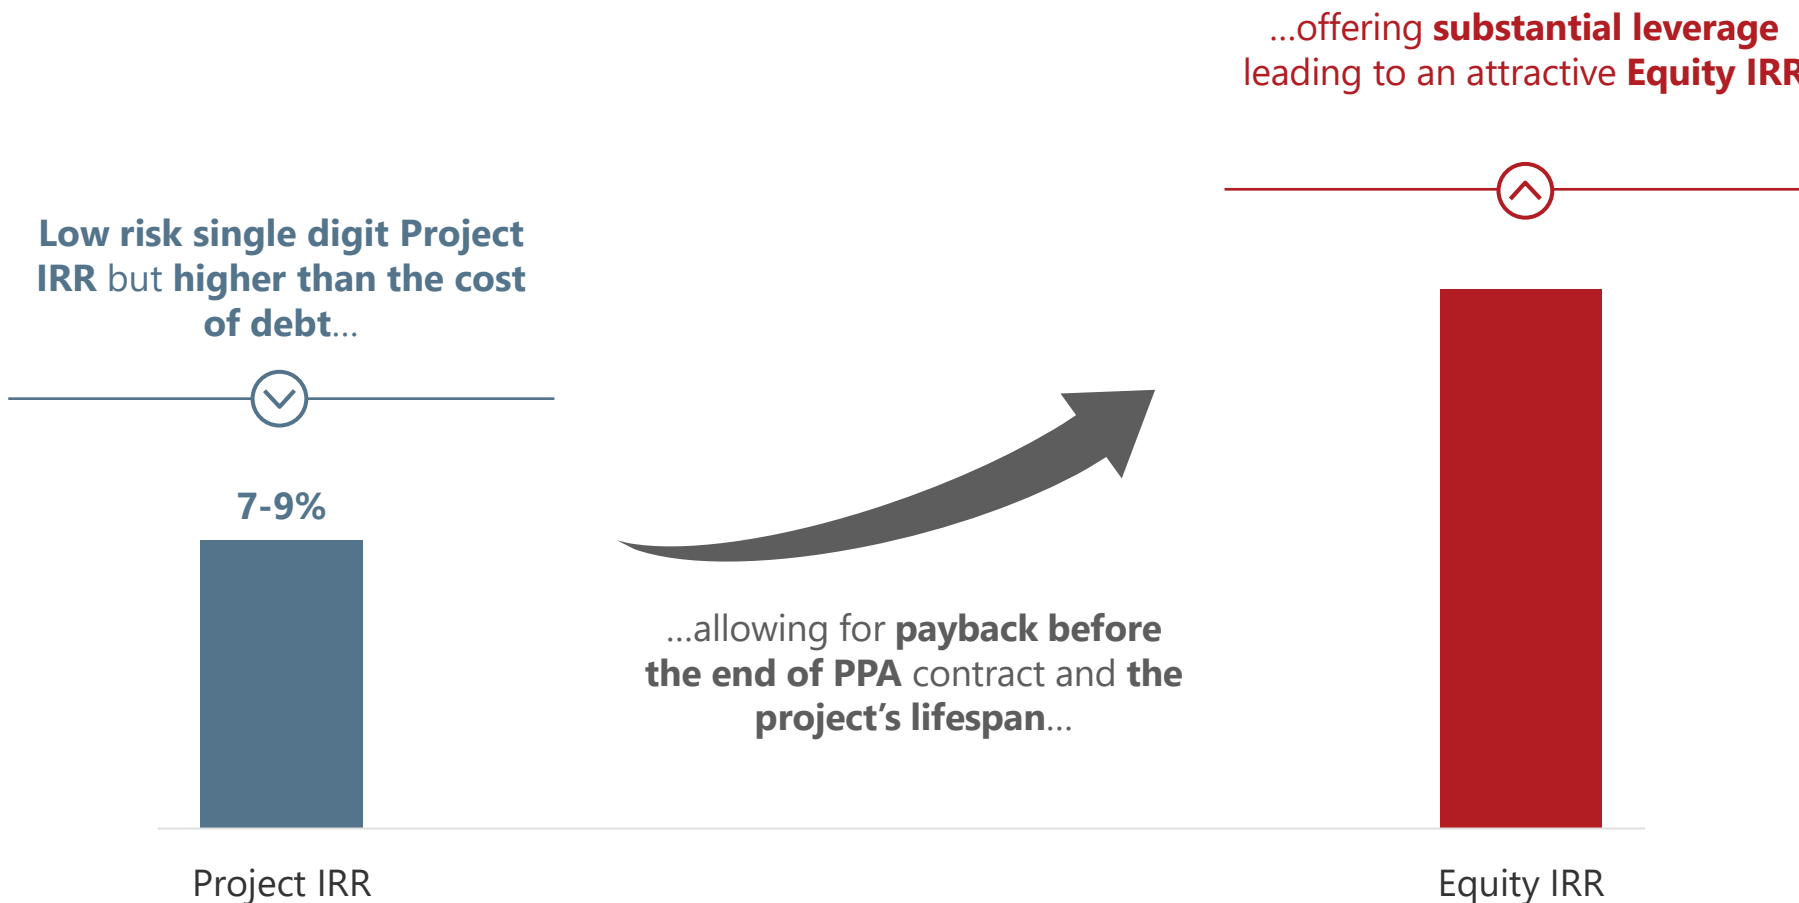 ...offering substantial leverage
leading to an attractive Equity IRR
Low risk single digit Project
IRR but higher than the cost
of debt...
7-9%
...allowing for payback before
the end of PPA contract and the
project’s lifespan...
Project IRR
Equity IRR